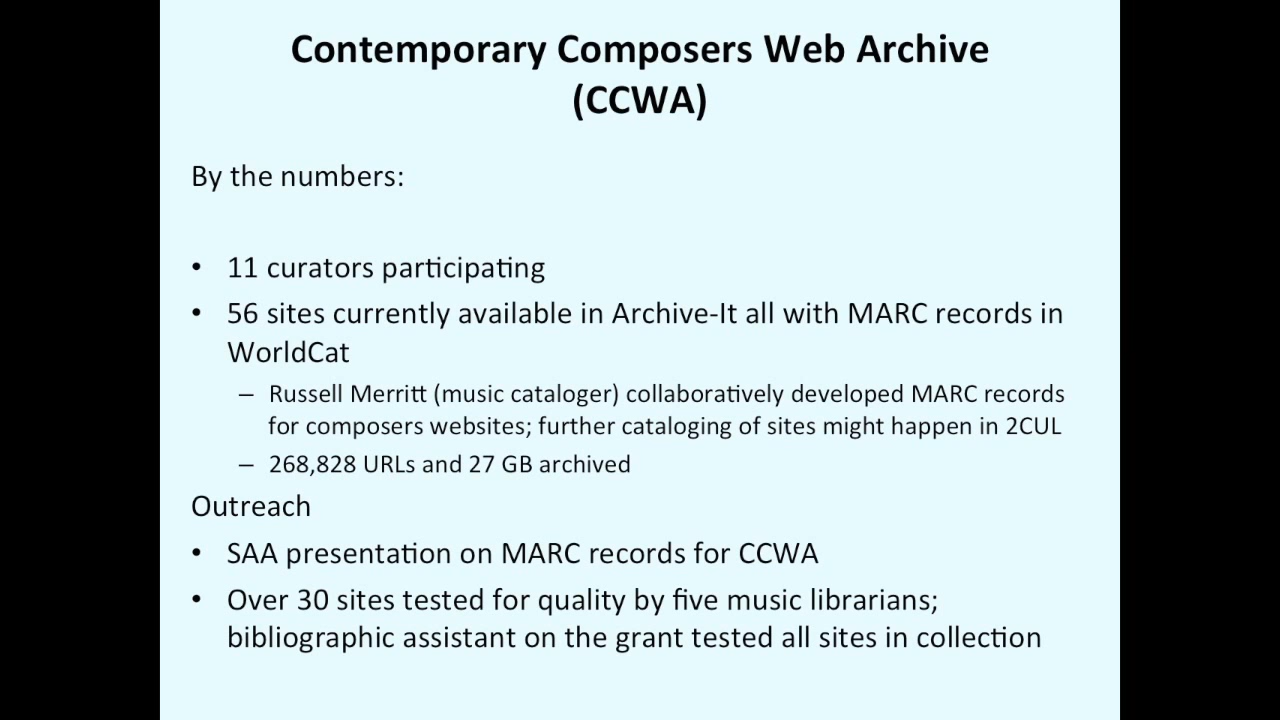 Contemporary Composers Web Archive
(CCWA)
By the numbers:
• 11 curators participating
• 56 sites currently available in Archive-It all with MARC records in
WorldCat
– Russell Merritt (music cataloger) collaboratively developed MARC records
for composers websites; further cataloging of sites might happen in 2CUL
– 268,828 URLs and 27 GB archived
Outreach
• SAA presentation on MARC records for CCWA
• Over 30 sites tested for quality by five music librarians;
bibliographic assistant on the grant tested all sites in collection